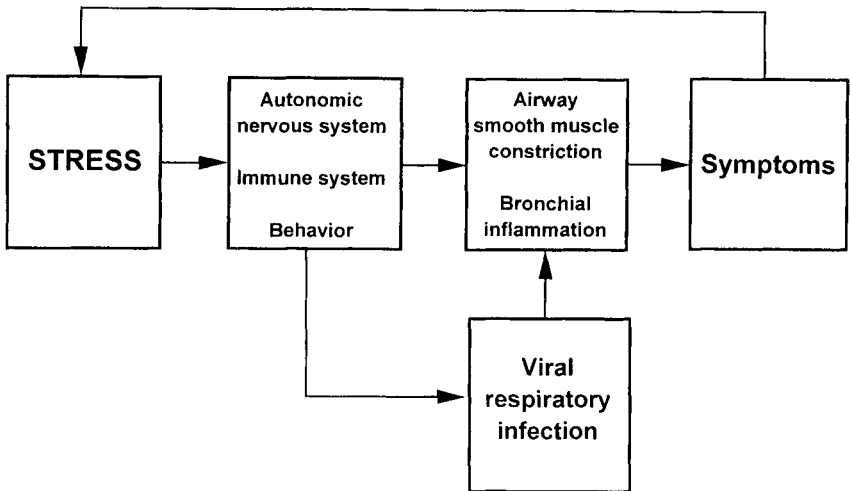 STRESS
Autonomic
nervous system
Immune system
Behavior
Airway
smooth muscle
constriction
Bronchial
inflammation
Symptoms
Viral
respiratory
infection